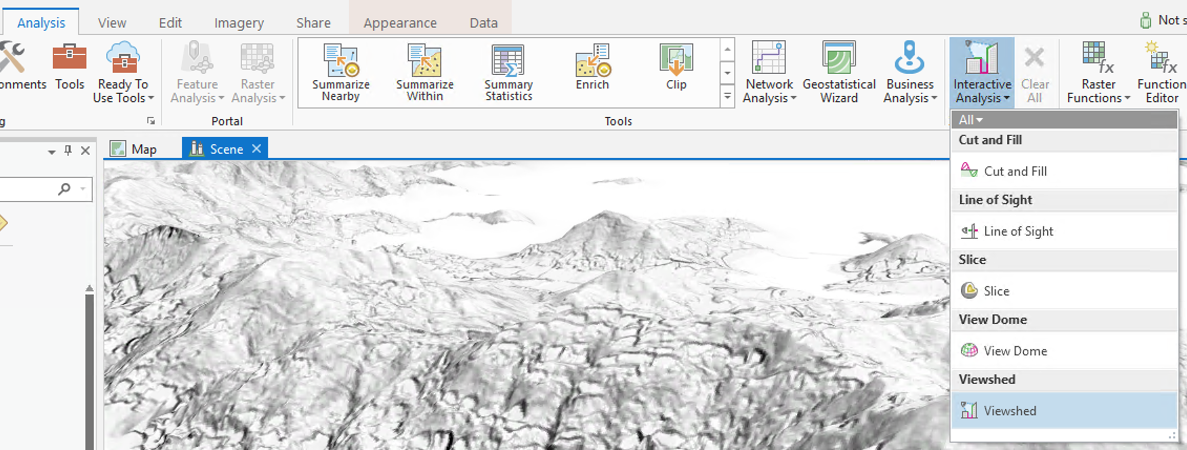 Analysis View Edit Imagery Share Appearance Data
Not s
onments
Tools
Ready To
Use Tools
Feature
Analysis
Raster
Analysis
Summarize
Nearby
Summarize
Within
Summary
Statistics
Enrich
Clip
Network
Analysis
Geostatistical
Wizard
Business
Analysis
Interactive
Analysis
Clear
All
Raster
Functions
Function
Editor
g
Portal
Tools
Map
Scene
All
Cut and Fill
Cut and Fill
Line of Sight
Line of Sight
Slice
Slice
View Dome
View Dome
Viewshed
Viewshed